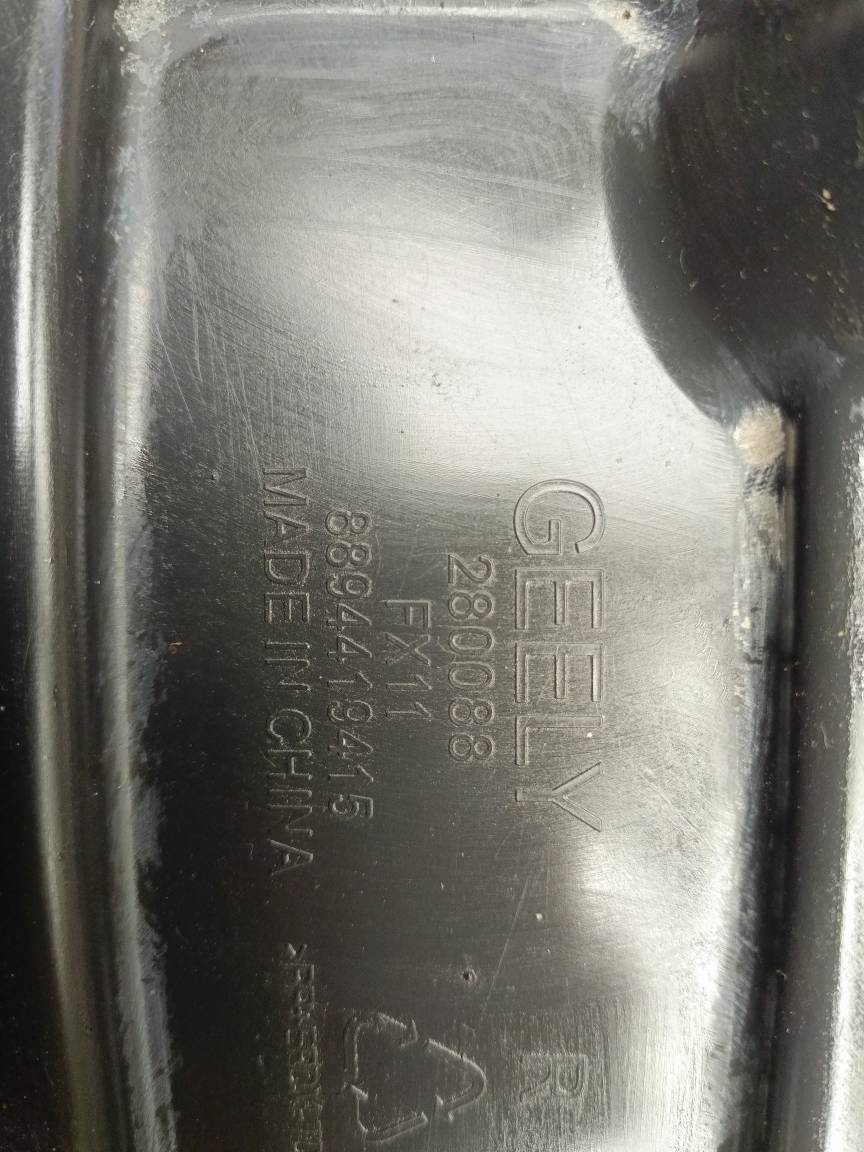 GEELY
280088
FX11
8894419415
MADE IN CHINA
R